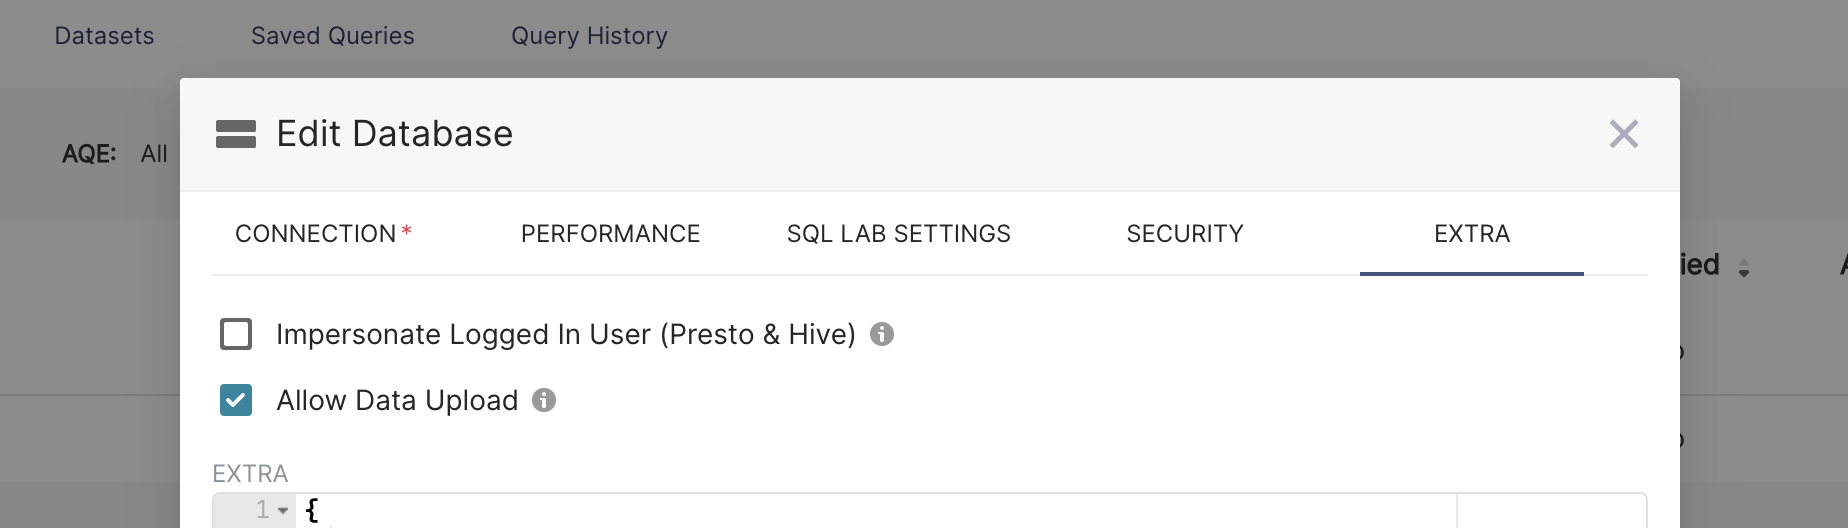 Datasets Saved Queries Query History
Edit Database
AQE: All
CONNECTION * PERFORMANCE SQL LAB SETTINGS SECURITY EXTRA
ied
Impersonate Logged In User (Presto & Hive)
Allow Data Upload
EXTRA
1 {